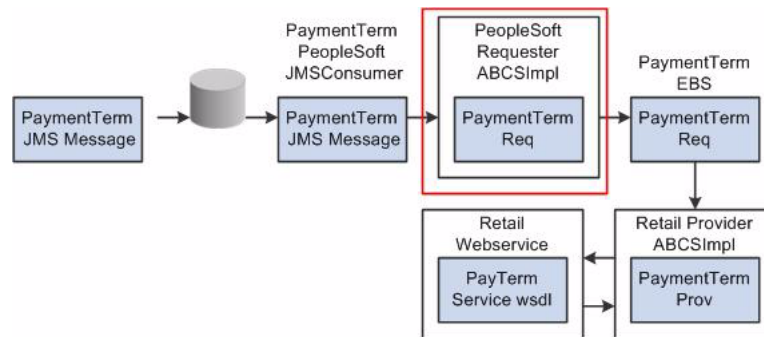 PaymentTerm
JMS Message
PaymentTerm
PeopleSoft
JMSConsumer
PaymentTerm
JMS Message
PeopleSoft
Requester
ABCSImpl
PaymentTerm
Req
PaymentTerm
EBS
PaymentTerm
Req
Retail
Webservice
PayTerm
Service wsdl
Retail Provider
ABCSImpl
PaymentTerm
Prov